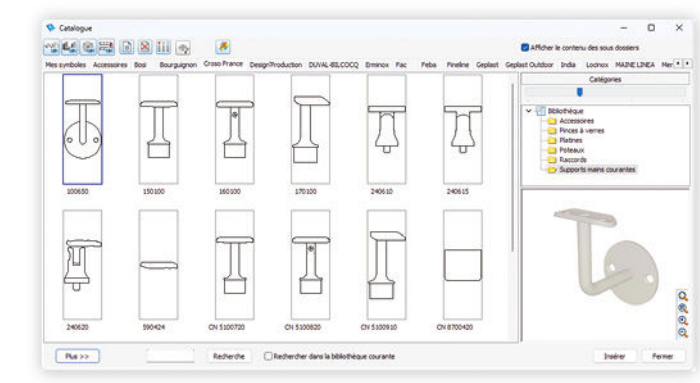 Catalogue
Afficher le contenu des sous dossiers
Mes symboles Accessoires Bosi Bourguignon Croso France Design Production DUVAL-BILCOCQ Erminox Fac Feba Fineline Geplast Geplast Outdoor India Locinox MAINE LINEA Mer
Catégories
Bibliothèque
Accessoires
Pinces à verres
Platines
Poteaux
Raccords
Supports mains courantes
100650 150100 160100 170100 240610 240615
240620 590424 CN 5100720 CN 5100820 CN 5100910 CN 8700420
Plus >> Recherche Rechercher dans la bibliothèque courante Insérer Fermer